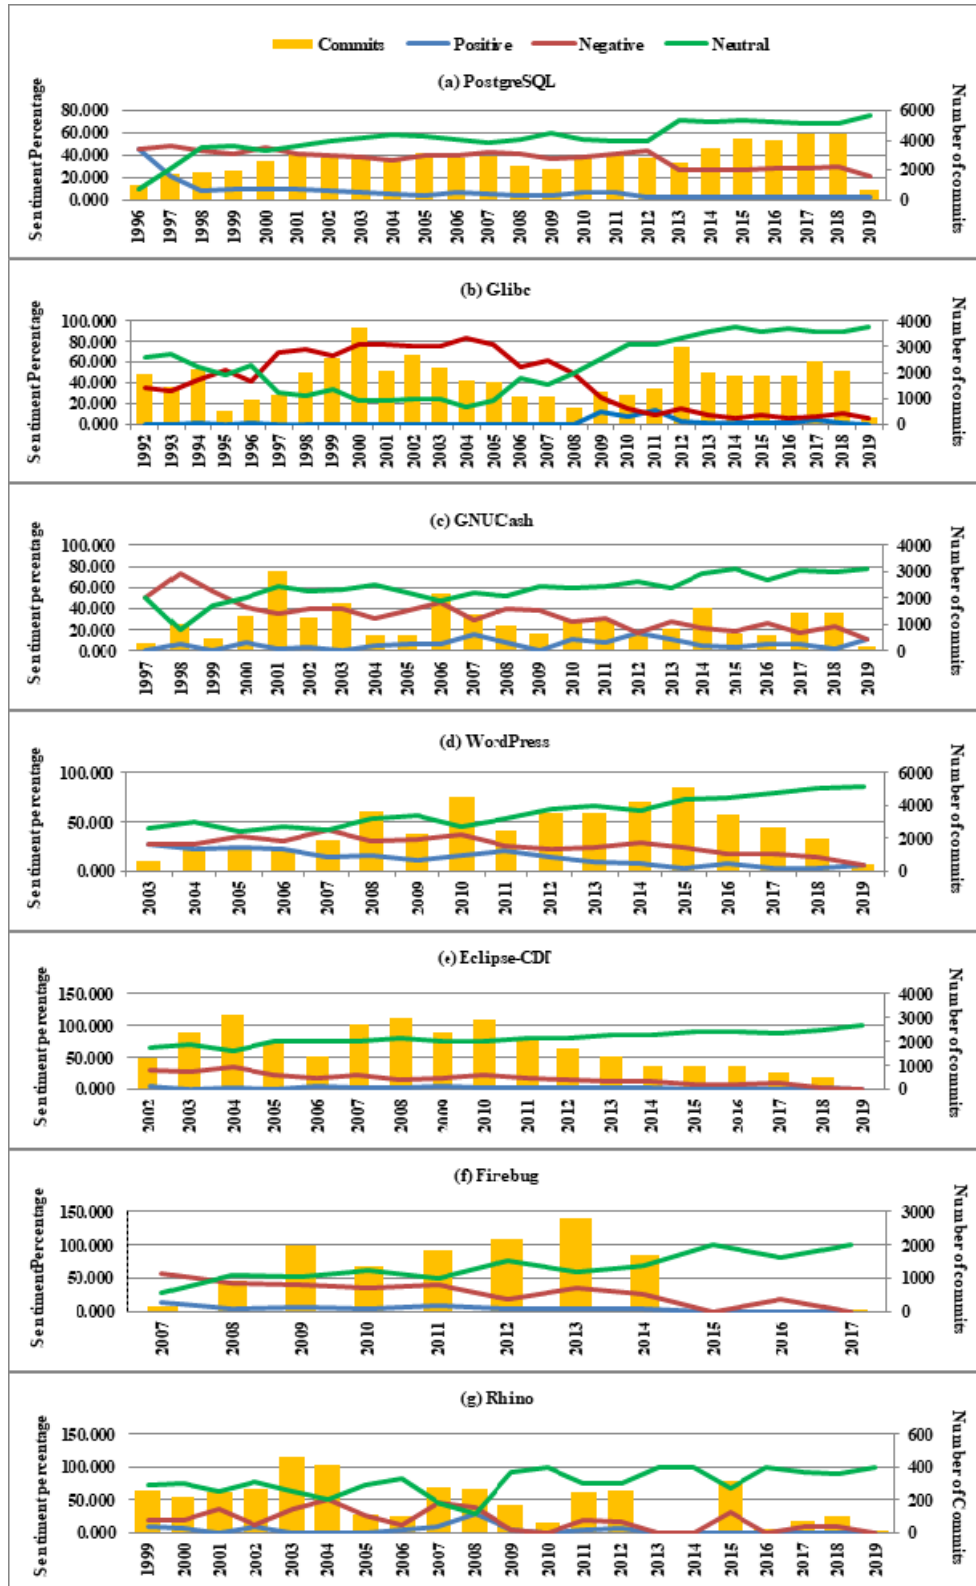 Commits Positive Negative Neutral
(a) PostgreSQL
Sentiment Percentage
80.000
60.000
40.000
20.000
0.000
6000
4000
2000
0
Number of commits
1996 1997 1998 1999 2000 2001 2002 2003 2004 2005 2006 2007 2008 2009 2010 2011 2012 2013 2014 2015 2016 2017 2018 2019
(b) Glibc
Sentiment Percentage
100.000
80.000
60.000
40.000
20.000
0.000
4000
3000
2000
1000
0
Number of commits
1992 1993 1994 1995 1996 1997 1998 1999 2000 2001 2002 2003 2004 2005 2006 2007 2008 2009 2010 2011 2012 2013 2014 2015 2016 2017 2018 2019
(c) GNUCash
Sentiment percentage
100.000
80.000
60.000
40.000
20.000
0.000
4000
3000
2000
1000
0
Number of commits
1997 1998 1999 2000 2001 2002 2003 2004 2005 2006 2007 2008 2009 2010 2011 2012 2013 2014 2015 2016 2017 2018 2019
(d) WordPress
Sentiment percentage
100.000
50.000
0.000
6000
4000
2000
0
Number of commits
2003 2004 2005 2006 2007 2008 2009 2010 2011 2012 2013 2014 2015 2016 2017 2018 2019
(e) Eclipse-CDT
Sentiment percentage
150.000
100.000
50.000
0.000
4000
3000
2000
1000
0
Number of commits
2002 2003 2004 2005 2006 2007 2008 2009 2010 2011 2012 2013 2014 2015 2016 2017 2018 2019
(f) Firebug
SentimentPercentage
150.000
100.000
50.000
0.000
3000
2000
1000
0
Number of commits
2007 2008 2009 2010 2011 2012 2013 2014 2015 2016 2017
(g) Rhino
Sentiment percentage
150.000
100.000
50.000
0.000
600
400
200
0
Number of Commits
1999 2000 2001 2002 2003 2004 2005 2006 2007 2008 2009 2010 2011 2012 2013 2014 2015 2016 2017 2018 2019